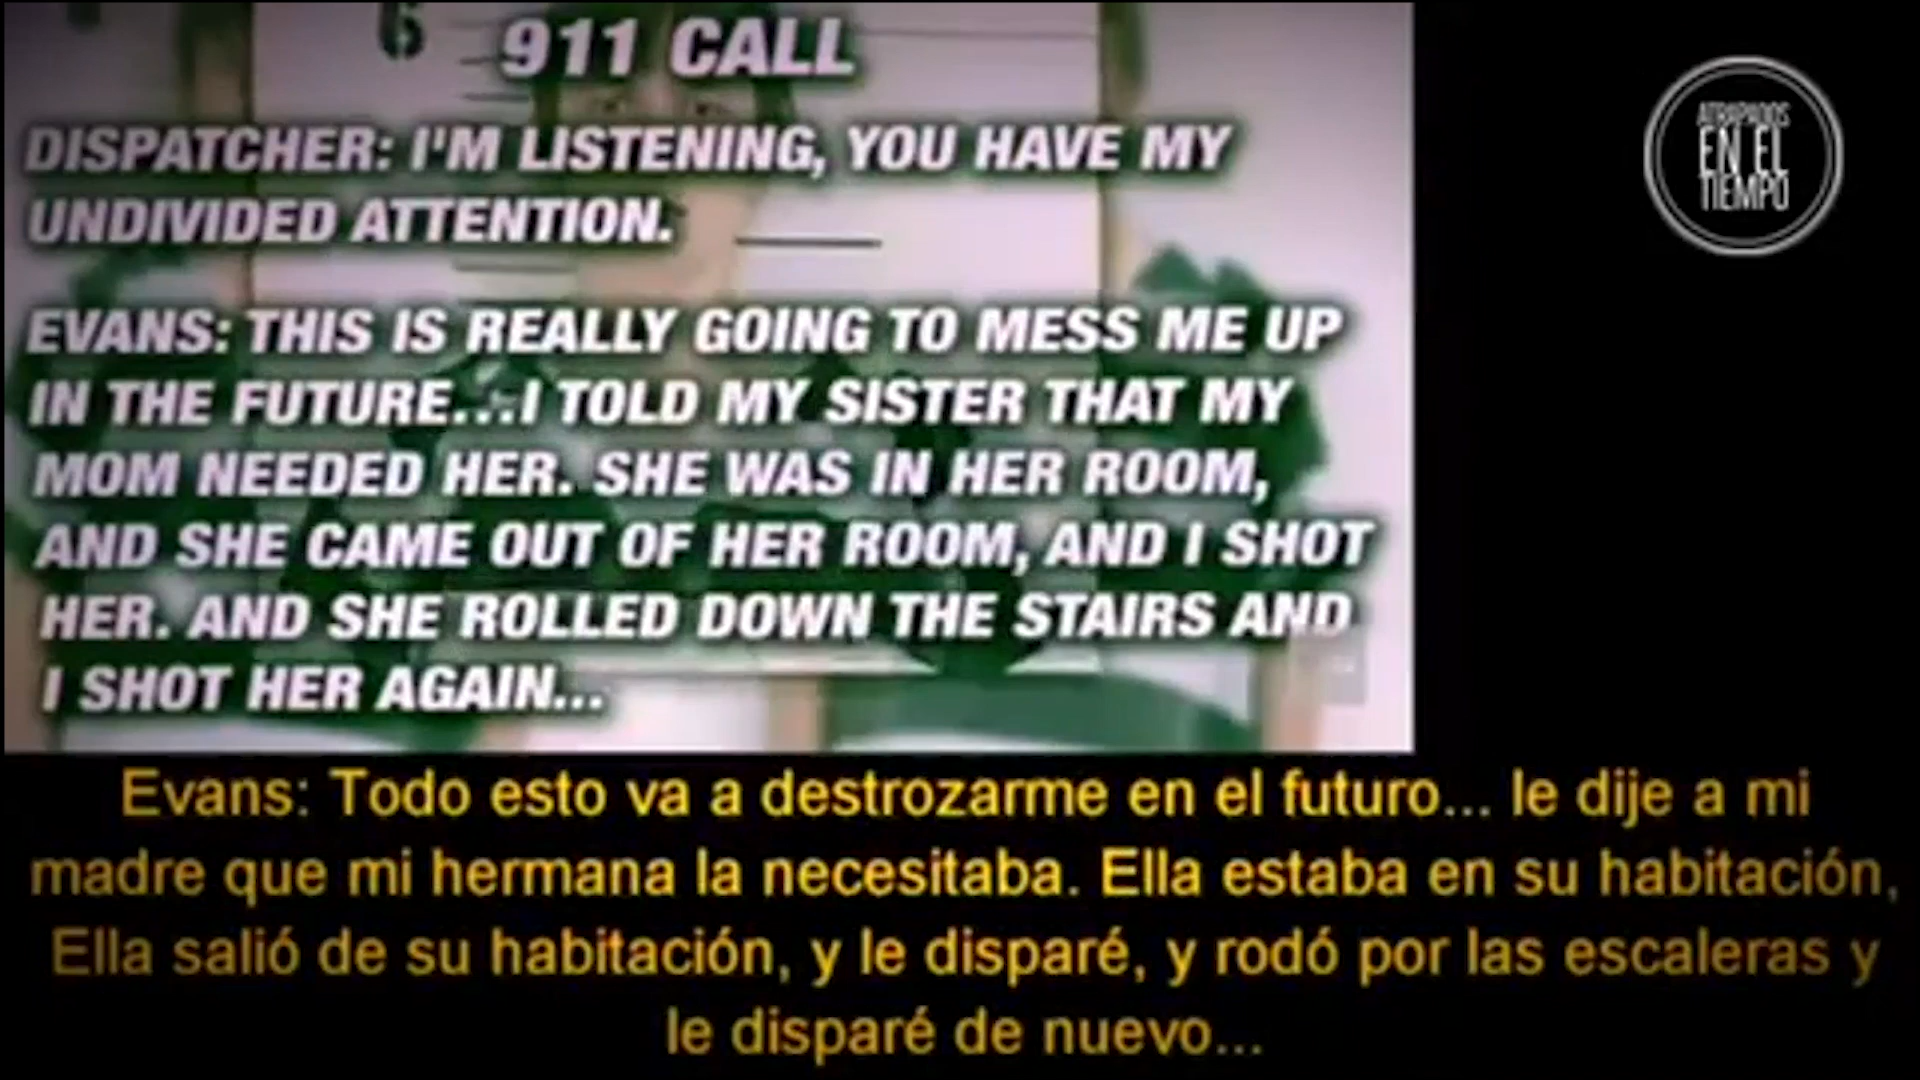 6
911 CALL
DISPATCHER: I'M LISTENING, YOU HAVE MY
UNDIVIDED ATTENTION.
EVANS: THIS IS REALLY GOING TO MESS ME UP
IN THE FUTURE...I TOLD MY SISTER THAT MY
MOM NEEDED HER. SHE WAS IN HER ROOM,
AND SHE CAME OUT OF HER ROOM, AND I SHOT
HER. AND SHE ROLLED DOWN THE STAIRS AND
I SHOT HER AGAIN...
ATRAPADOS
EN EL
TIEMPO
Evans: Todo esto va a destrozarme en el futuro... le dije a mi
madre que mi hermana la necesitaba. Ella estaba en su habitación,
Ella salió de su habitación, y le disparé, y rodó por las escaleras y
le disparé de nuevo...